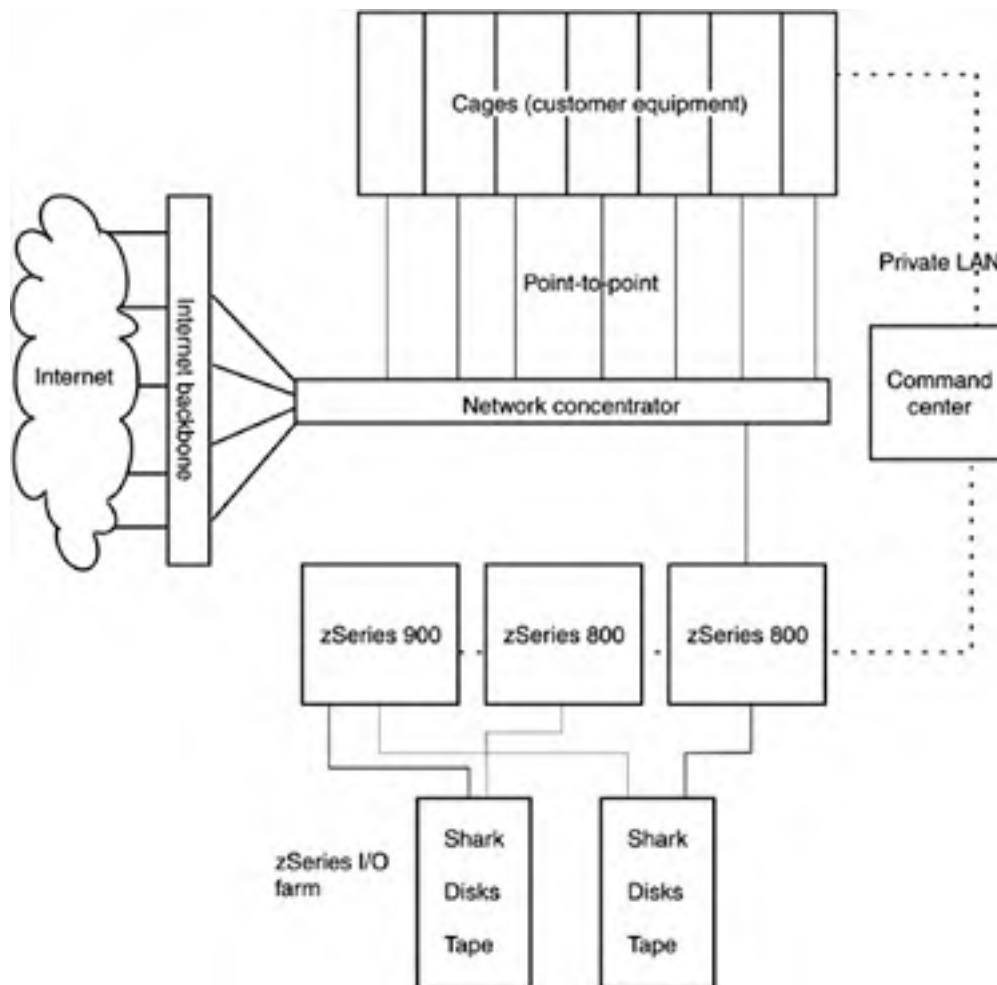 Cages (customer equipment)
Private LAN
Point-to-point
Internet
Internet backbone
Network concentrator
Command
center
zSeries 900
zSeries 800
zSeries 800
zSeries I/O
farm
Shark
Disks
Tape
Shark
Disks
Tape